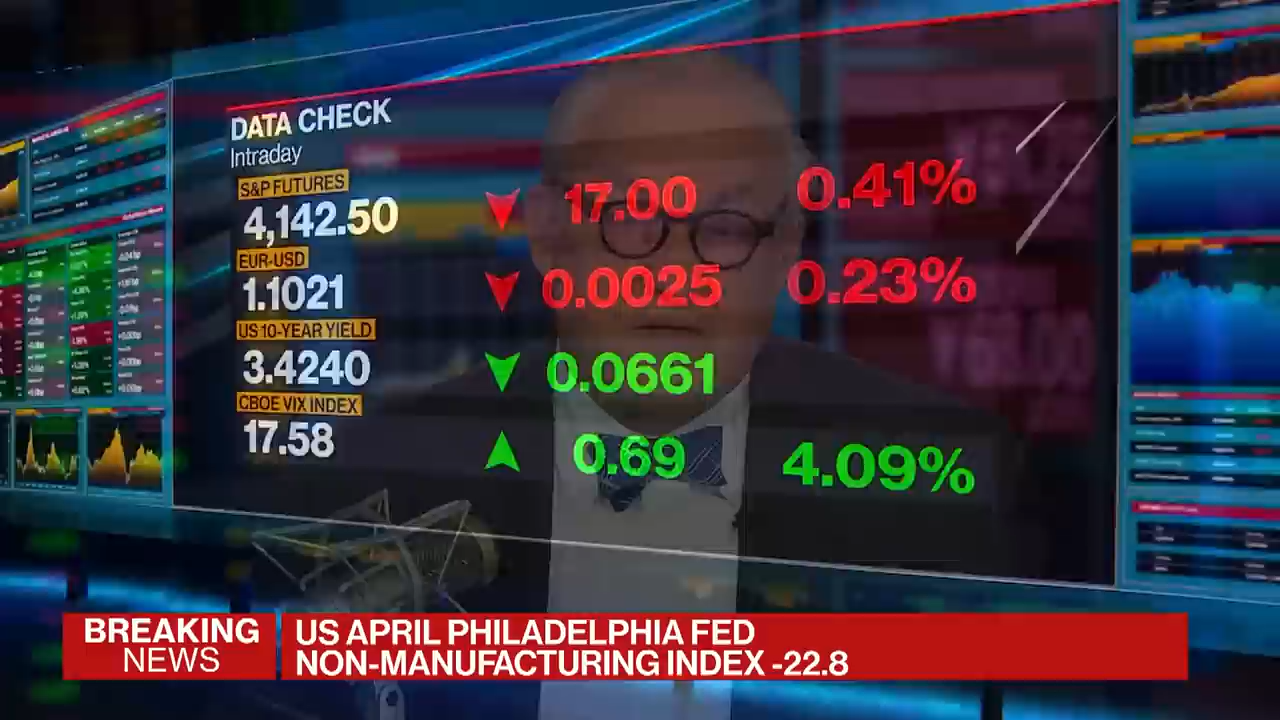 DATA CHECK
Intraday
S&P FUTURES
4,142.50 17.00 0.41%
EUR-USD
1.1021 0.0025 0.23%
US 10-YEAR YIELD
3.4240 0.0661
CBOE VIX INDEX
17.58 0.69 4.09%
BREAKING NEWS
US APRIL PHILADELPHIA FED
NON-MANUFACTURING INDEX -22.8